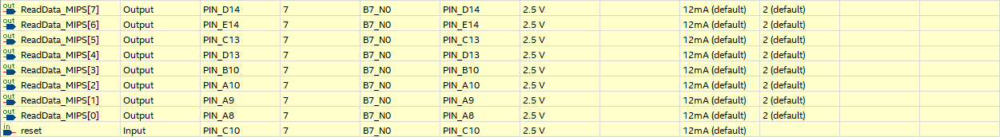 out ReadData_MIPS[7] Output PIN_D14 7 B7_N0 PIN_D14 2.5 V 12mA (default) 2 (default)
out ReadData_MIPS[6] Output PIN_E14 7 B7_N0 PIN_E14 2.5 V 12mA (default) 2 (default)
out ReadData_MIPS[5] Output PIN_C13 7 B7_N0 PIN_C13 2.5 V 12mA (default) 2 (default)
out ReadData_MIPS[4] Output PIN_D13 7 B7_N0 PIN_D13 2.5 V 12mA (default) 2 (default)
out ReadData_MIPS[3] Output PIN_B10 7 B7_N0 PIN_B10 2.5 V 12mA (default) 2 (default)
out ReadData_MIPS[2] Output PIN_A10 7 B7_N0 PIN_A10 2.5 V 12mA (default) 2 (default)
out ReadData_MIPS[1] Output PIN_A9 7 B7_N0 PIN_A9 2.5 V 12mA (default) 2 (default)
out ReadData_MIPS[0] Output PIN_A8 7 B7_N0 PIN_A8 2.5 V 12mA (default) 2 (default)
in reset Input PIN_C10 7 B7_N0 PIN_C10 2.5 V 12mA (default)